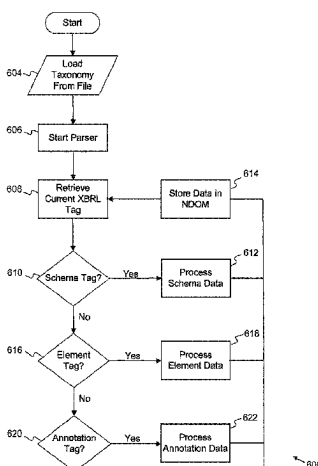 Start
604
Load
Taxonomy
From File
606
Start Parser
608
Retrieve
Current XBRL
Tag
614
Store Data in
NDOM
610
Schema Tag?
Yes
612
Process
Schema Data
No
616
Element
Tag?
Yes
618
Process
Element Data
No
620
Annotation
Tag?
Yes
622
Process
Annotation Data